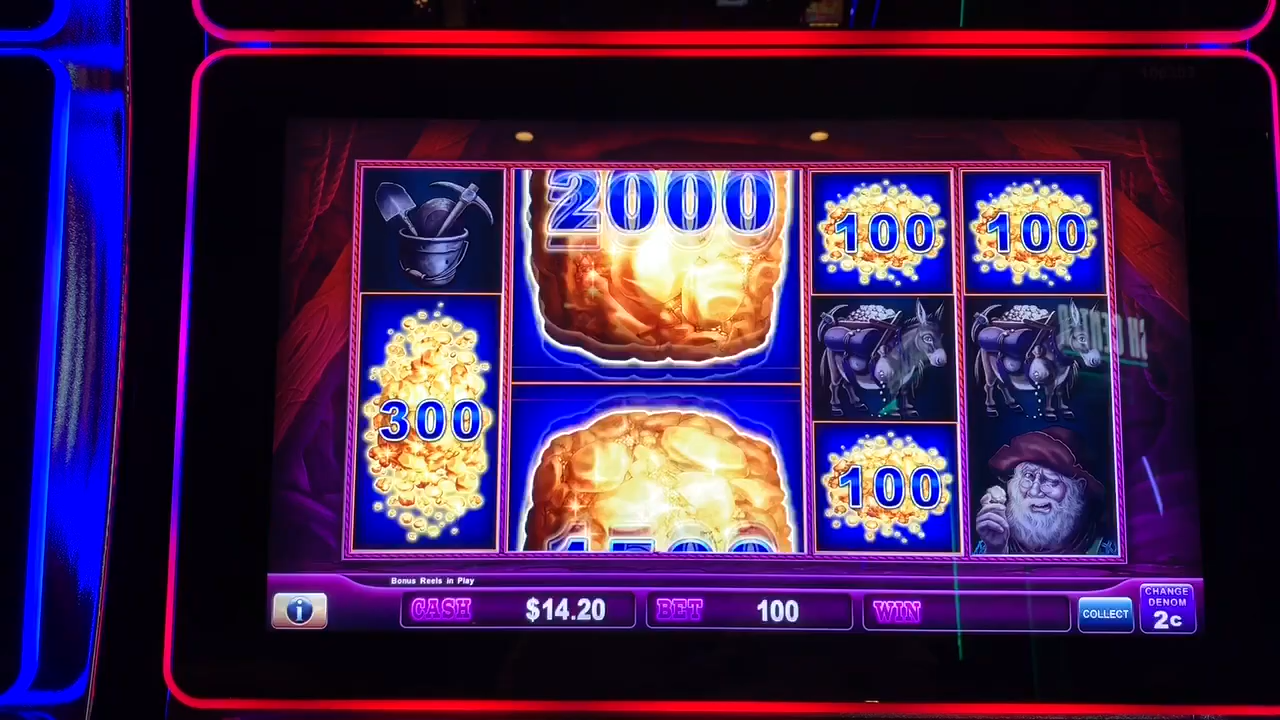 2000
100
100
300
100
1500
Bonus Reels in Play
CASH $14.20
BET 100
WIN
COLLECT
CHANGE
DENOM
2c